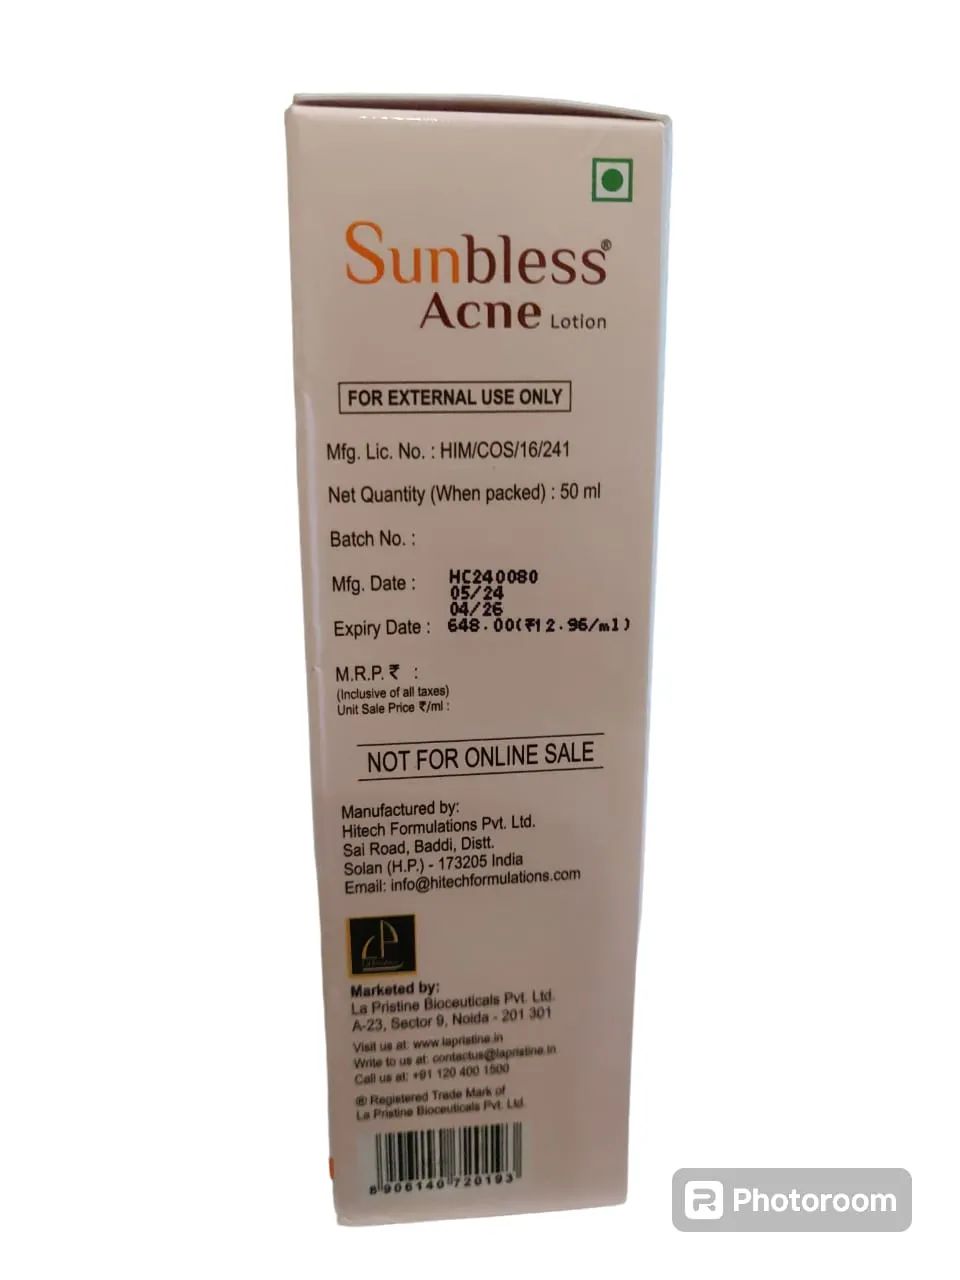 Sunbless®
Acne Lotion
FOR EXTERNAL USE ONLY
Mfg. Lic. No. : HIM/COS/16/241
Net Quantity (When packed) : 50 ml
Batch No. :
HC240080
Mfg. Date :
05/24
04/26
Expiry Date :
648.00(₹12.96/ml)
M.R.P. ₹ :
(Inclusive of all taxes)
Unit Sale Price ₹/ml :
NOT FOR ONLINE SALE
Manufactured by:
Hitech Formulations Pvt. Ltd.
Sai Road, Baddi, Distt.
Solan (H.P.) - 173205 India
Email: info@hitechformulations.com
Marketed by:
La Pristine Bioceuticals Pvt. Ltd.
A-23, Sector 9, Noida - 201 301
Visit us at: www.lapristine.in
Write to us at: contactus@lapristine.in
Call us at: +91 120 400 1500
® Registered Trade Mark of
La Pristine Bioceuticals Pvt. Ltd.
8 906140 720193
Photoroom